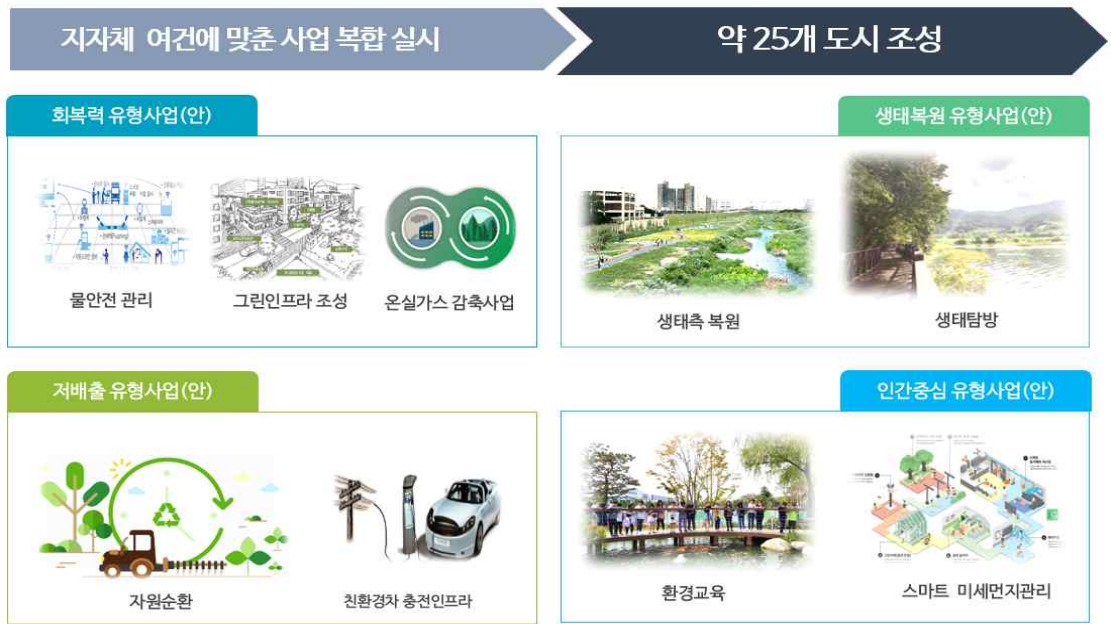 지자체 여건에 맞춘 사업 복합 실시
약 25개 도시 조성
회복력 유형사업(안)
물안전 관리
그린인프라 조성
온실가스 감축사업
생태복원 유형사업(안)
생태측 복원
생태탐방
저배출 유형사업(안)
자원순환
친환경차 충전인프라
인간중심 유형사업(안)
환경교육
스마트 미세먼지관리